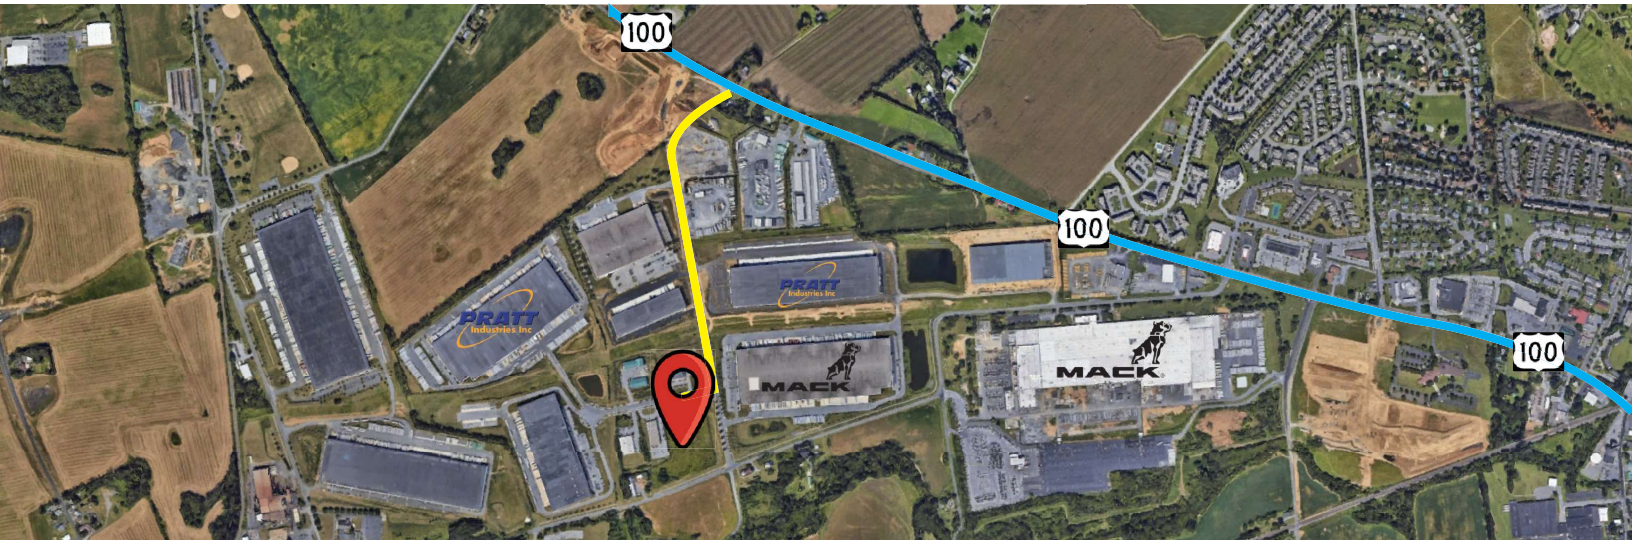 100
100
PRATT
Industries Inc
PRATT
Industries Inc
MACK
MACK
100